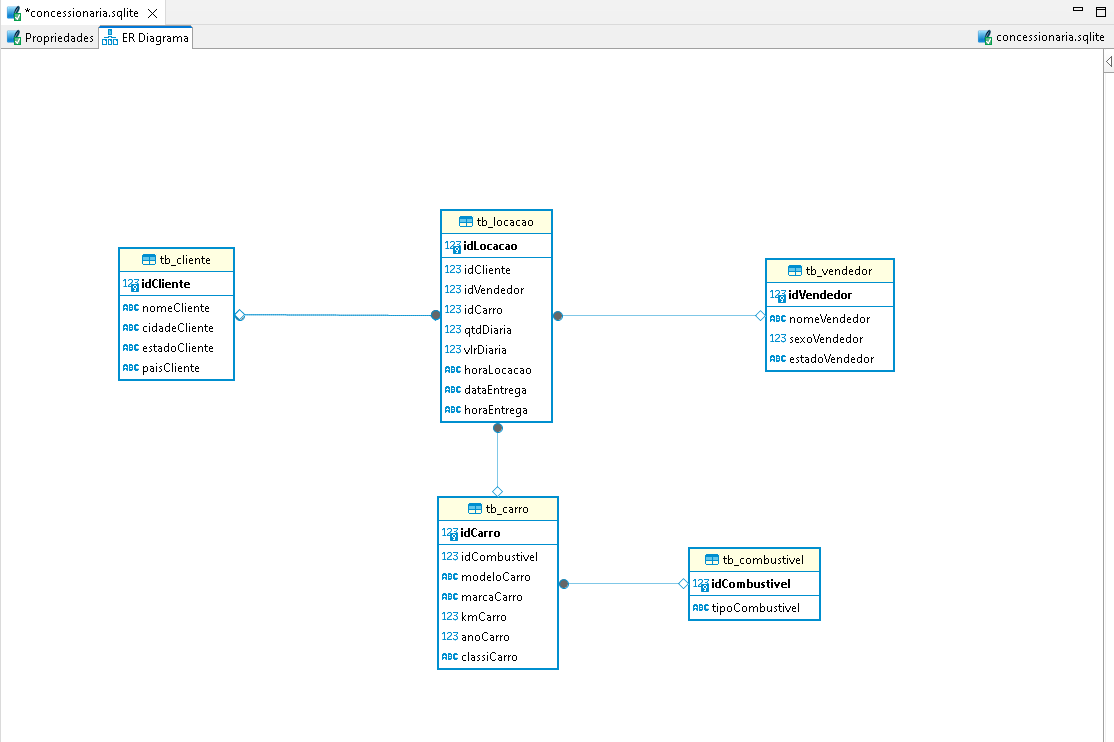 *concessionaria.sqlite
Propriedades
ER Diagrama
concessionaria.sqlite
tb_cliente
123 idCliente
ABC nomeCliente
ABC cidadeCliente
ABC estadoCliente
ABC paisCliente
tb_locacao
123 idLocacao
123 idCliente
123 idVendedor
123 idCarro
123 qtdDiaria
123 vlrDiaria
ABC horaLocacao
ABC dataEntrega
ABC horaEntrega
tb_vendedor
123 idVendedor
ABC nomeVendedor
123 sexoVendedor
ABC estadoVendedor
tb_carro
123 idCarro
123 idCombustivel
ABC modeloCarro
ABC marcaCarro
123 kmCarro
123 anoCarro
ABC classiCarro
tb_combustivel
123 idCombustivel
ABC tipoCombustivel